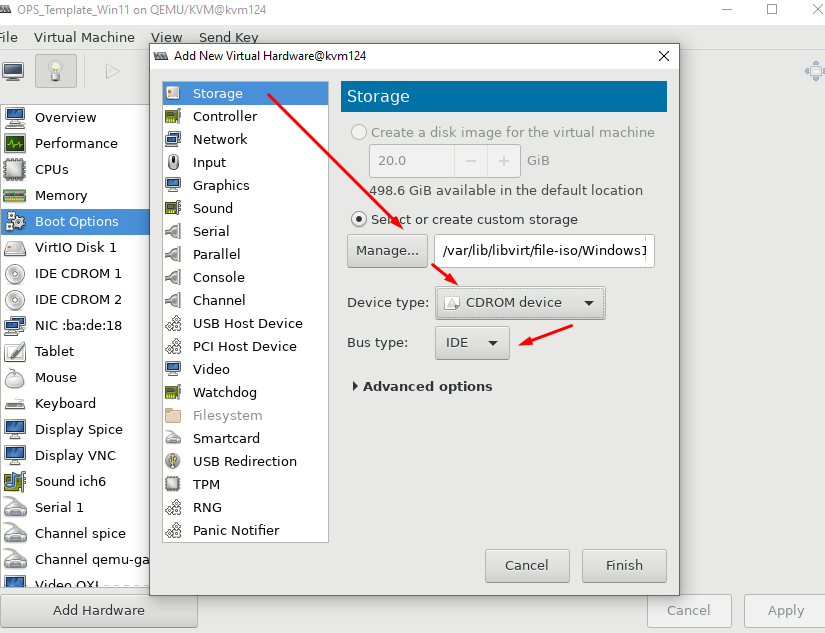 OPS_Template_Win11 on QEMU/KVM@kvm124
File Virtual Machine View Send Key
Add New Virtual Hardware@kvm124
Overview
Performance
CPUs
Memory
Boot Options
VirtIO Disk 1
IDE CDROM 1
IDE CDROM 2
NIC :ba:de:18
Tablet
Mouse
Keyboard
Display Spice
Display VNC
Sound ich6
Serial 1
Channel spice
Channel qemu-ga
Video QXL
Add Hardware
Storage
Controller
Network
Input
Graphics
Sound
Serial
Parallel
Console
Channel
USB Host Device
PCI Host Device
Video
Watchdog
Filesystem
Smartcard
USB Redirection
TPM
RNG
Panic Notifier
Storage
Create a disk image for the virtual machine
20.0 − + GiB
498.6 GiB available in the default location
Select or create custom storage
Manage... /var/lib/libvirt/file-iso/Windows1
Device type: CDROM device
Bus type: IDE
Advanced options
Cancel Finish
Cancel Apply